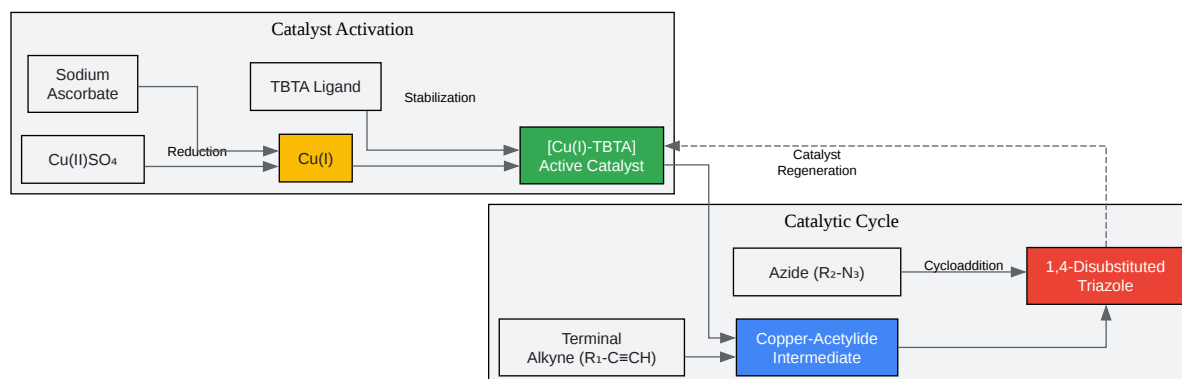 Catalyst Activation
Sodium
Ascorbate
TBTA Ligand
Stabilization
Cu(II)SO₄
Reduction
Cu(I)
[Cu(I)-TBTA]
Active Catalyst
Catalyst
Regeneration
Catalytic Cycle
Azide (R₂-N₃)
Cycloaddition
1,4-Disubstituted
Triazole
Terminal
Alkyne (R₁-C≡CH)
Copper-Acetylide
Intermediate